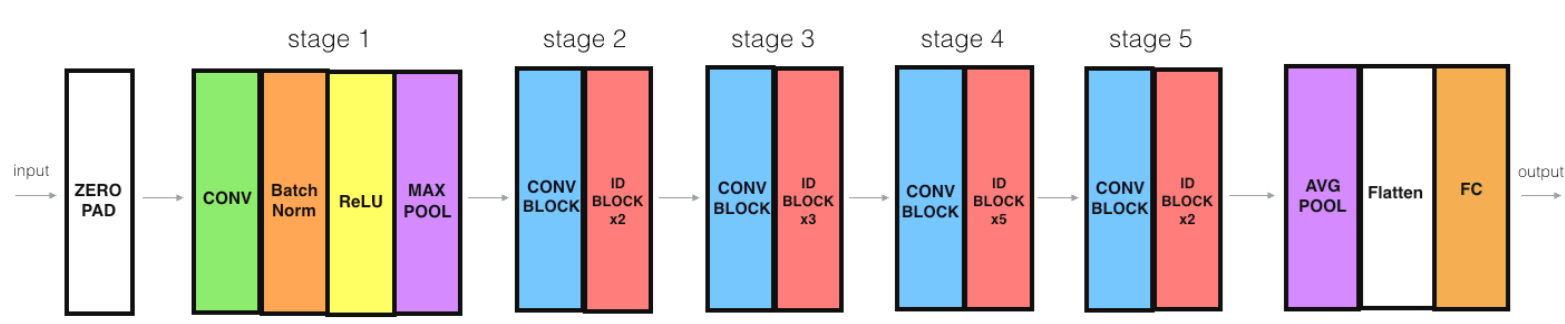 stage 1
stage 2
stage 3
stage 4
stage 5
input
ZERO
PAD
CONV
Batch
Norm
ReLU
MAX
POOL
CONV
BLOCK
ID
BLOCK
x2
CONV
BLOCK
ID
BLOCK
x3
CONV
BLOCK
ID
BLOCK
x5
CONV
BLOCK
ID
BLOCK
x2
AVG
POOL
Flatten
FC
output